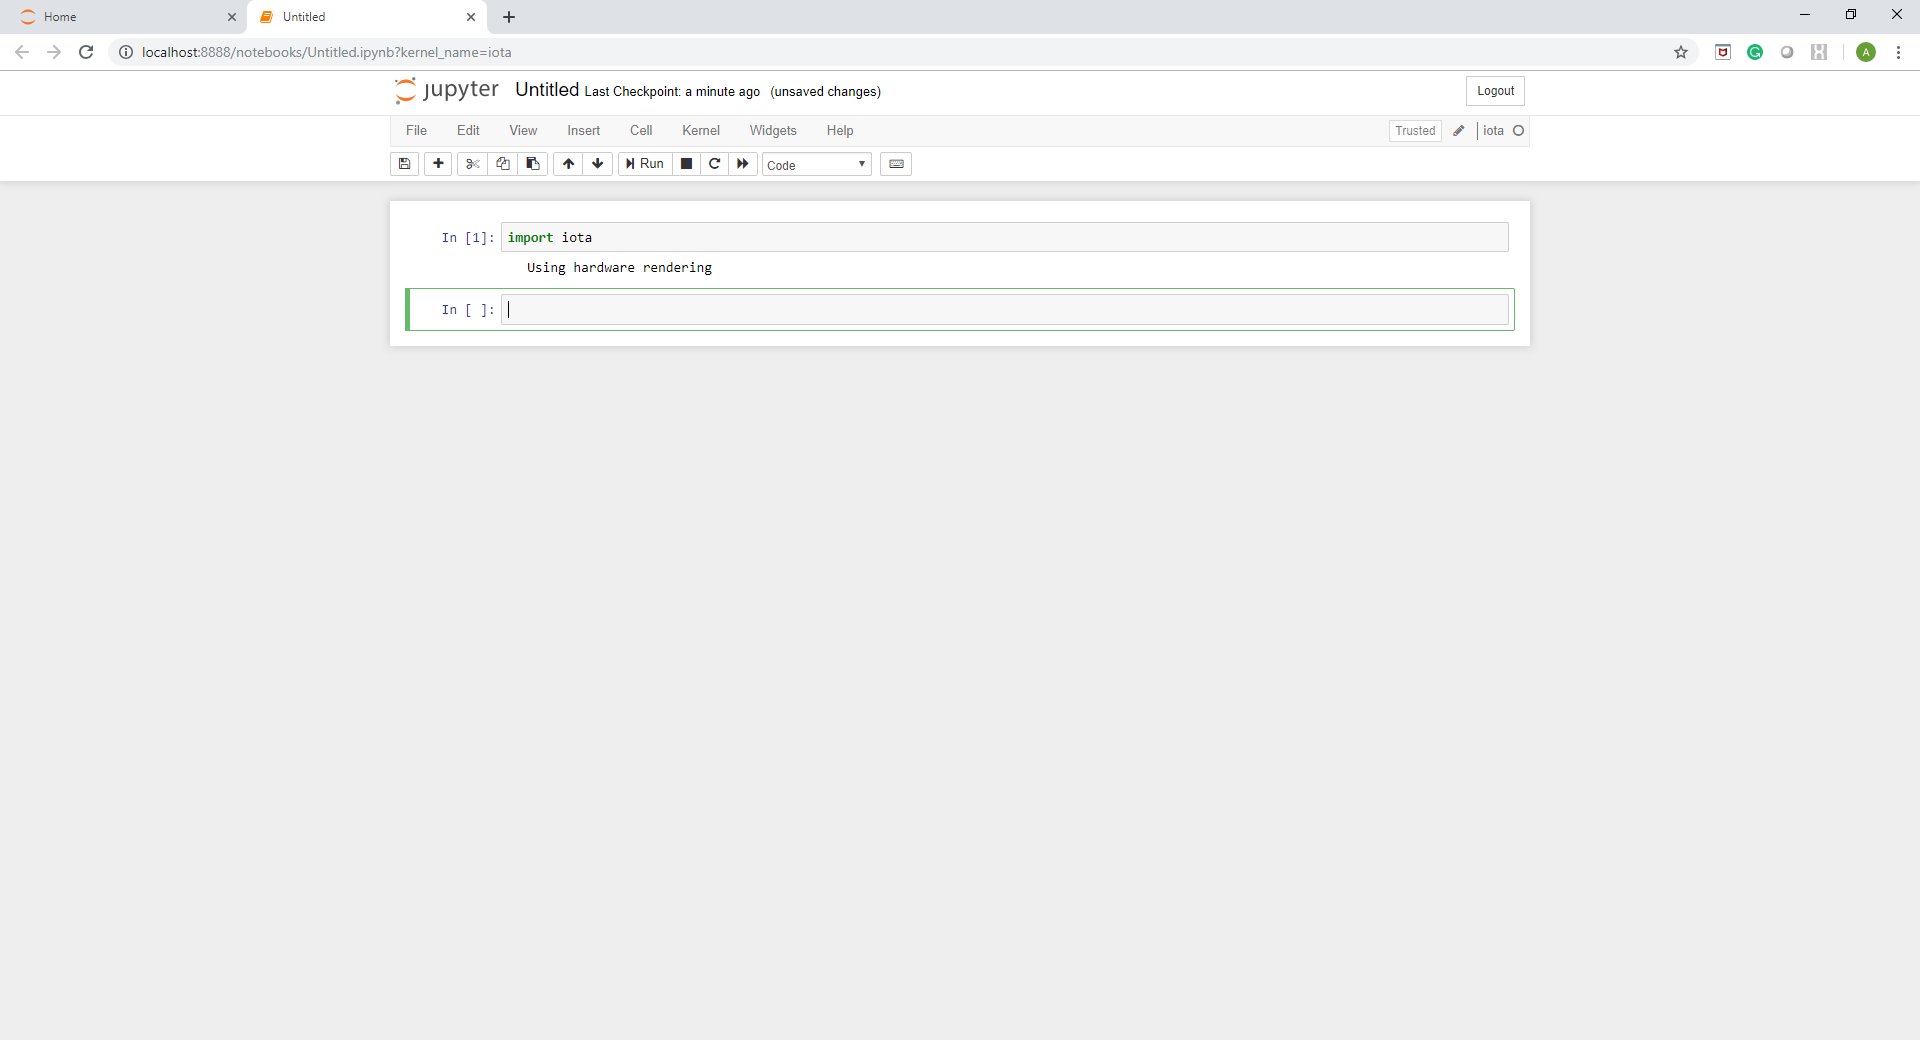 Home
Untitled
localhost:8888/notebooks/Untitled.ipynb?kernel_name=iota
A
jupyter Untitled Last Checkpoint: a minute ago (unsaved changes)
Logout
File Edit View Insert Cell Kernel Widgets Help
Trusted iota
Run Code
In [1]: import iota
Using hardware rendering
In [ ]: